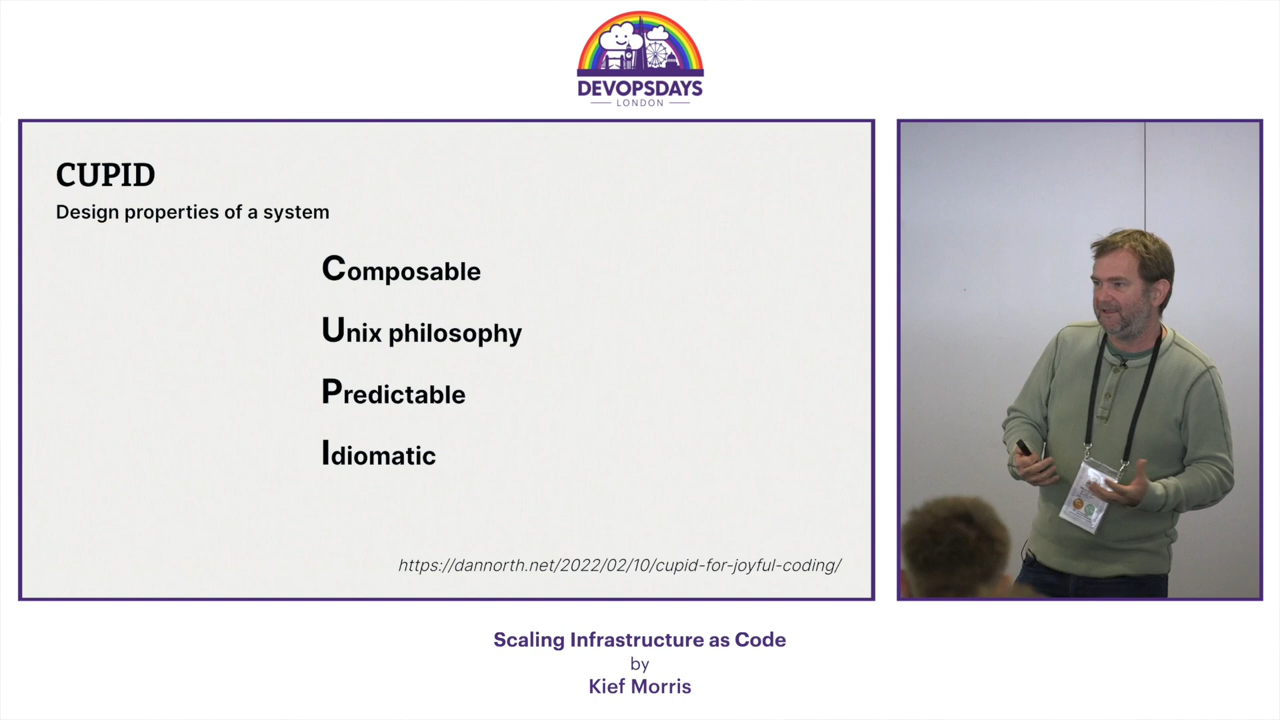 DEVOPSDAYS
LONDON
CUPID
Design properties of a system
Composable
Unix philosophy
Predictable
Idiomatic
https://dannorth.net/2022/02/10/cupid-for-joyful-coding/
Scaling Infrastructure as Code
by
Kief Morris